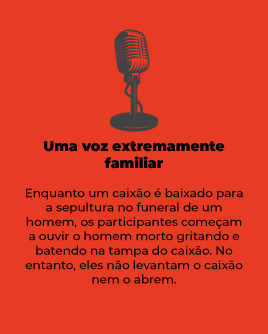 Uma voz extremamente
familiar
Enquanto um caixão é baixado para
a sepultura no funeral de um
homem, os participantes começam
a ouvir o homem morto gritando e
batendo na tampa do caixão. No
entanto, eles não levantam o caixão
nem o abrem.